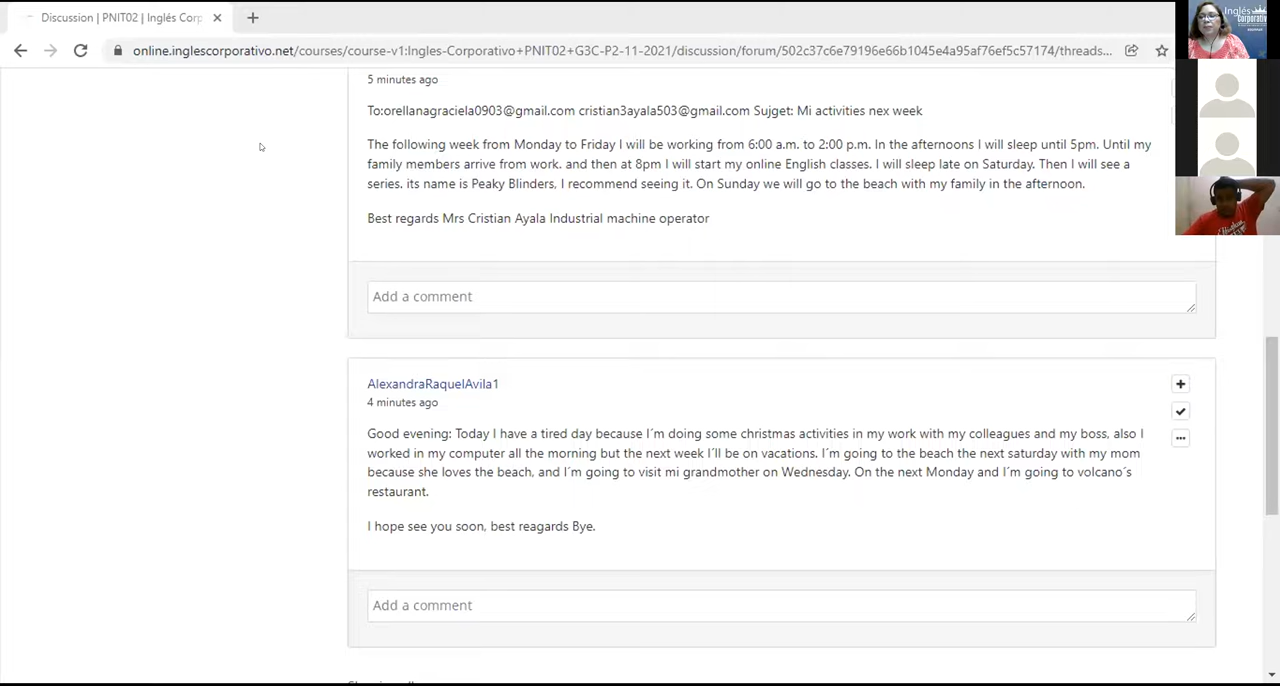 Discussion | PNIT02 | Inglés Corp
online.inglescorporativo.net/courses/course-v1:Ingles-Corporativo+PNIT02+G3C-P2-11-2021/discussion/forum/502c37c6e79196e66b1045e4a95af76ef5c57174/threads...
Inglés
Corporativo
5 minutes ago
To:orellanagraciela0903@gmail.com cristian3ayala503@gmail.com Sujget: Mi activities nex week
The following week from Monday to Friday I will be working from 6:00 a.m. to 2:00 p.m. In the afternoons I will sleep until 5pm. Until my
family members arrive from work. and then at 8pm I will start my online English classes. I will sleep late on Saturday. Then I will see a
series. its name is Peaky Blinders, I recommend seeing it. On Sunday we will go to the beach with my family in the afternoon.
Best regards Mrs Cristian Ayala Industrial machine operator
Add a comment
AlexandraRaquelAvila1
4 minutes ago
Good evening: Today I have a tired day because I´m doing some christmas activities in my work with my colleagues and my boss, also I
worked in my computer all the morning but the next week I´ll be on vacations. I´m going to the beach the next saturday with my mom
because she loves the beach, and I´m going to visit mi grandmother on Wednesday. On the next Monday and I´m going to volcano´s
restaurant.
I hope see you soon, best reagards Bye.
Add a comment